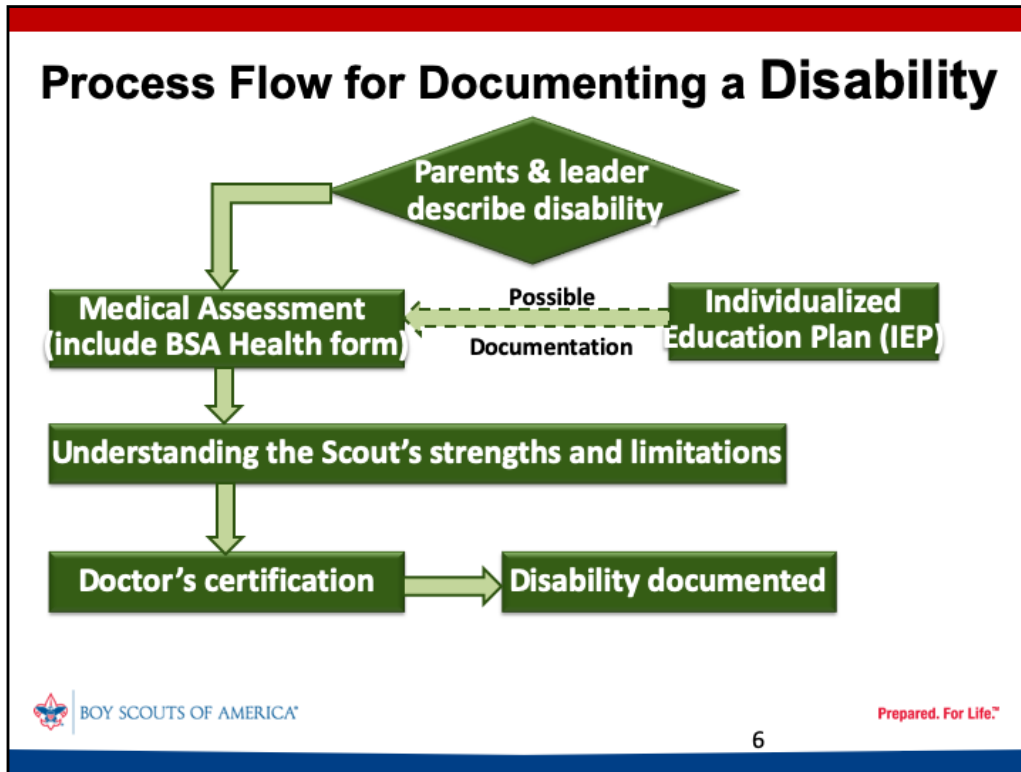 Process Flow for Documenting a Disability
Parents & leader
describe disability
Medical Assessment
(include BSA Health form)
Possible
Documentation
Individualized
Education Plan (IEP)
Understanding the Scout’s strengths and limitations
Doctor’s certification
Disability documented
BOY SCOUTS OF AMERICA®
Prepared. For Life.™
6